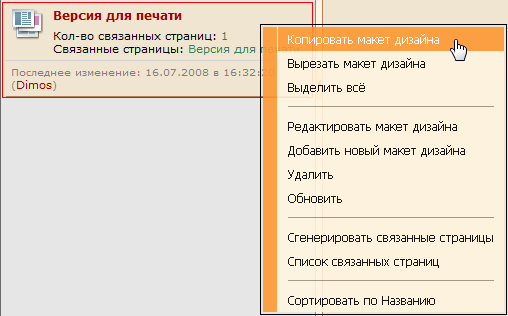 Версия для печати
Кол-во связанных страниц: 1
Связанные страницы: Версия для
Последнее изменение: 16.07.2008 в 16:32:
(Dimos)
Копировать макет дизайна
Вырезать макет дизайна
Выделить всё
Редактировать макет дизайна
Добавить новый макет дизайна
Удалить
Обновить
Сгенерировать связанные страницы
Список связанных страниц
Сортировать по Названию